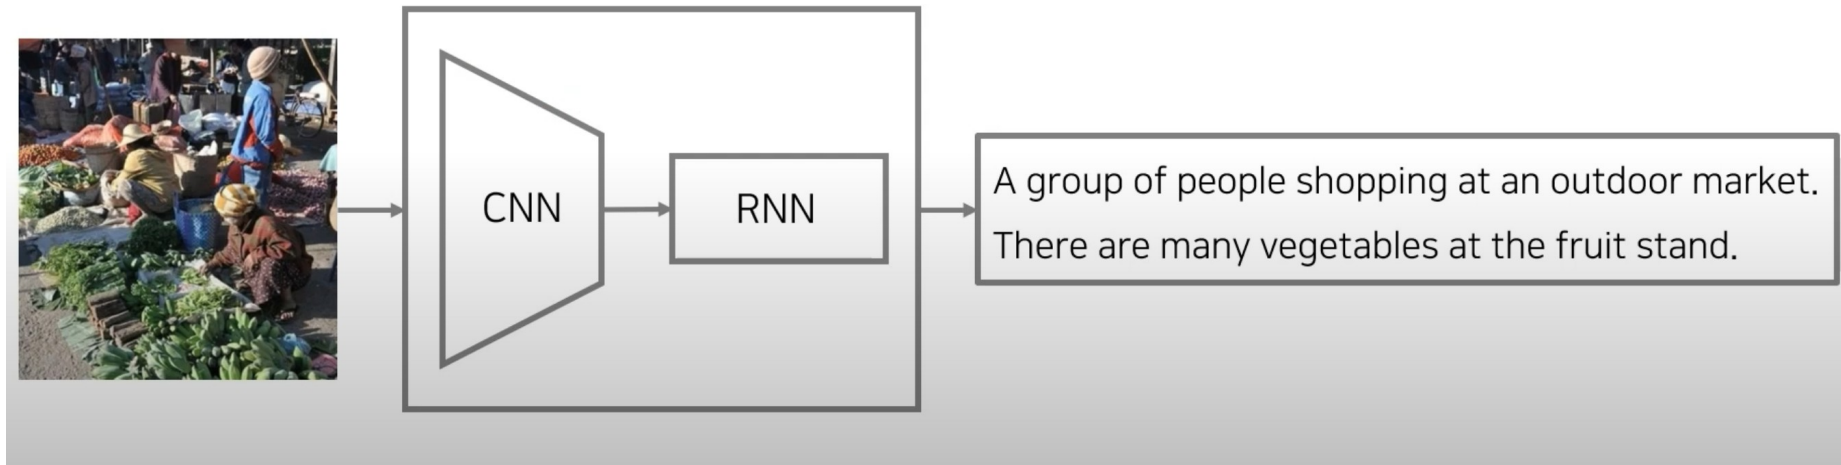 CNN
RNN
A group of people shopping at an outdoor market.
There are many vegetables at the fruit stand.